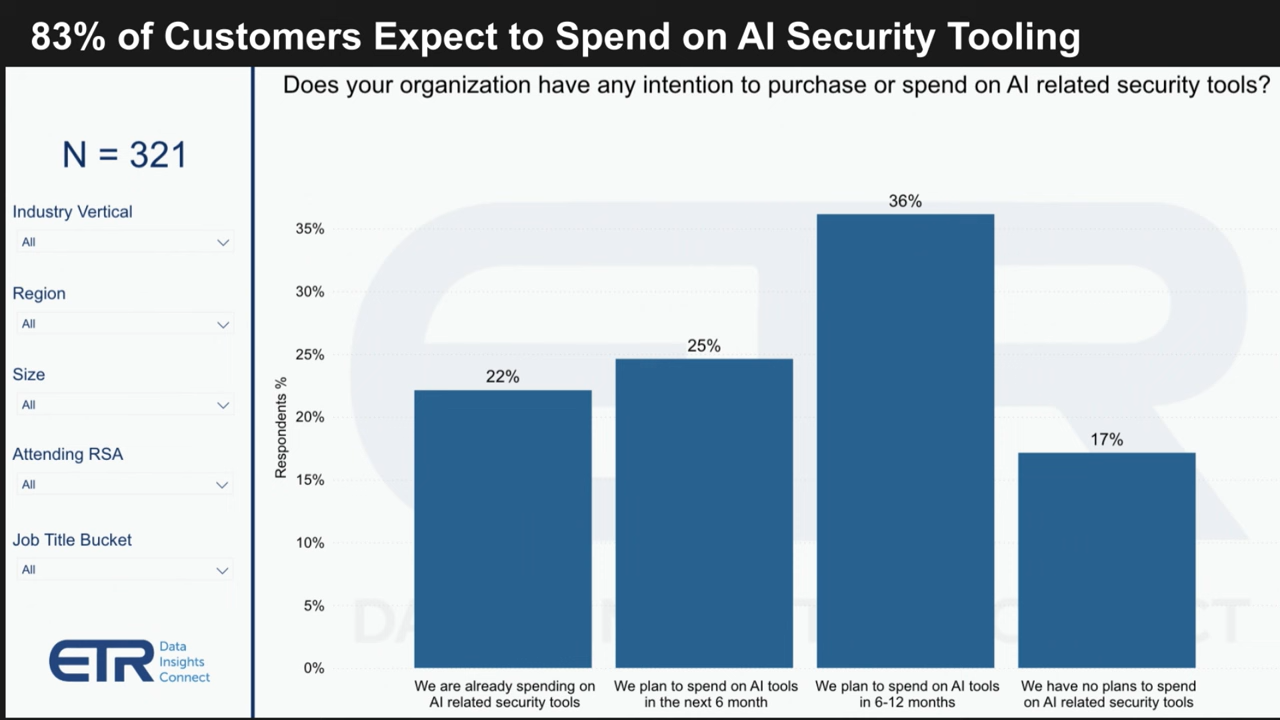 83% of Customers Expect to Spend on AI Security Tooling
Does your organization have any intention to purchase or spend on AI related security tools?
N = 321
Industry Vertical
All
Region
All
Size
All
Attending RSA
All
Job Title Bucket
All
ETR Data
Insights
Connect
Respondents %
35%
30%
25%
20%
15%
10%
5%
0%
22%
25%
36%
17%
We are already spending on
AI related security tools
We plan to spend on AI tools
in the next 6 month
We plan to spend on AI tools
in 6-12 months
We have no plans to spend
on AI related security tools
ETR